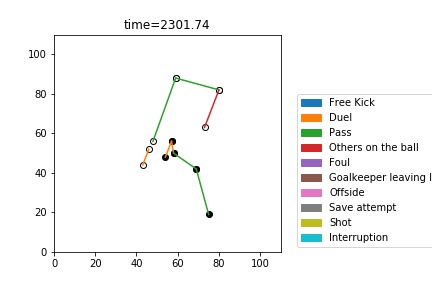 time=2301.74
100
80
60
40
20
0
0 20 40 60 80 100
Free Kick
Duel
Pass
Others on the ball
Foul
Goalkeeper leaving
Offside
Save attempt
Shot
Interruption